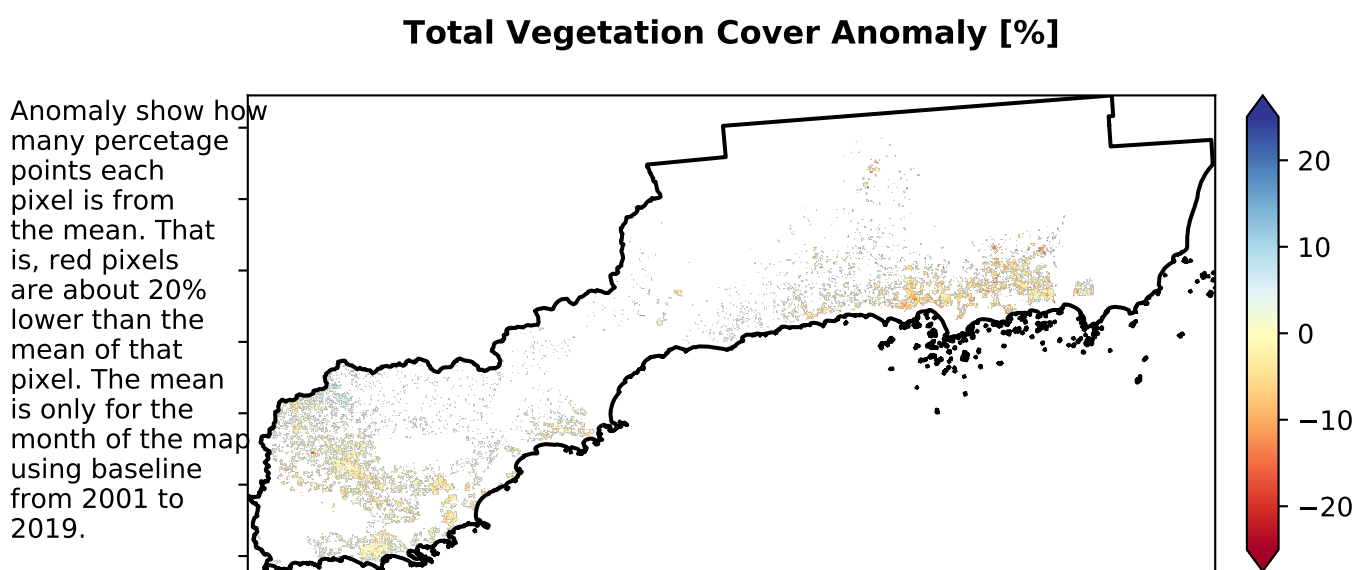 Total Vegetation Cover Anomaly [%]
Anomaly show how
many percetage
points each
pixel is from
the mean. That
is, red pixels
are about 20%
lower than the
mean of that
pixel. The mean
is only for the
month of the map
using baseline
from 2001 to
2019.
20
10
0
−10
−20